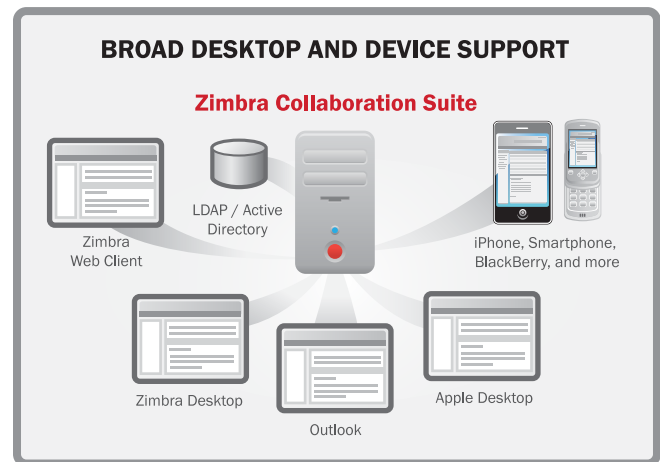 BROAD DESKTOP AND DEVICE SUPPORT
Zimbra Collaboration Suite
LDAP / Active
Directory
Zimbra
Web Client
iPhone, Smartphone,
BlackBerry, and more
Zimbra Desktop
Outlook
Apple Desktop